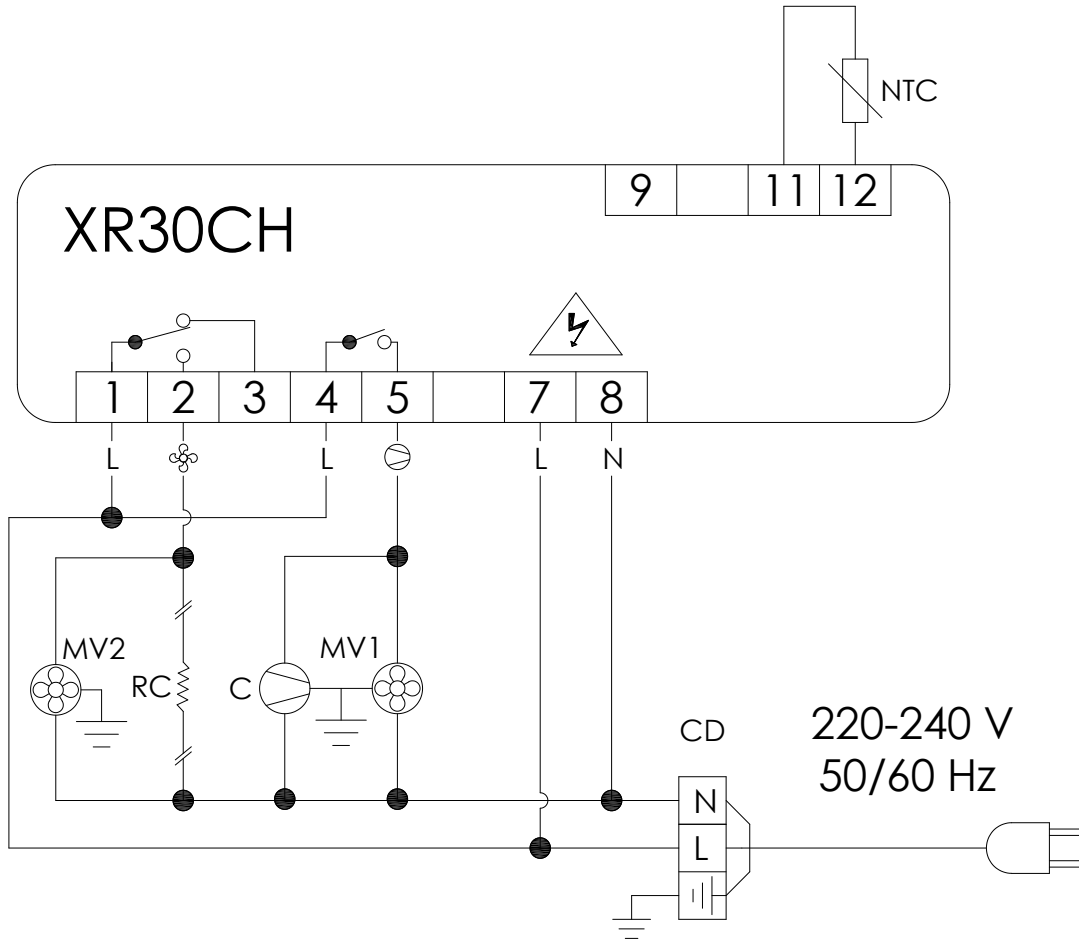 NTC
9 11 12
XR30CH
1 2 3 4 5 7 8
L L L N
MV2 RC C MV1
CD
220-240 V
50/60 Hz
N
L